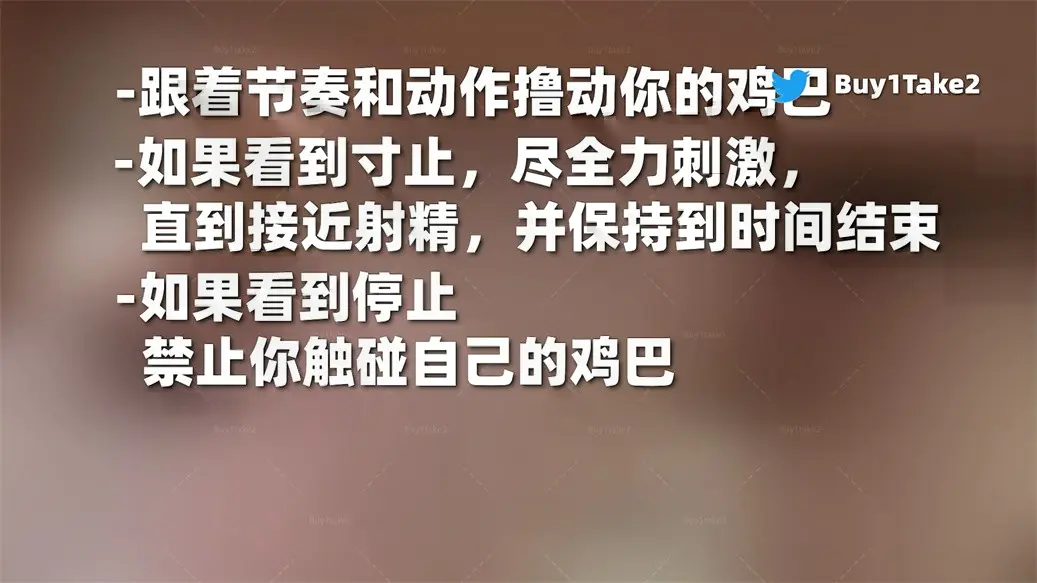 -跟着节奏和动作撸动你的鸡巴
Buy1Take2
-如果看到寸止，尽全力刺激，
直到接近射精，并保持到时间结束
-如果看到停止
禁止你触碰自己的鸡巴